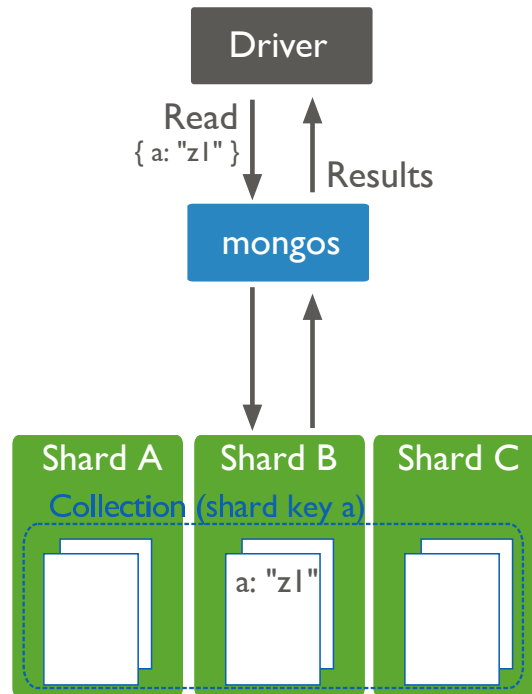 Driver
Read
{ a: "z1" }
Results
mongos
Shard A
Shard B
Shard C
Collection (shard key a)
a: "z1"